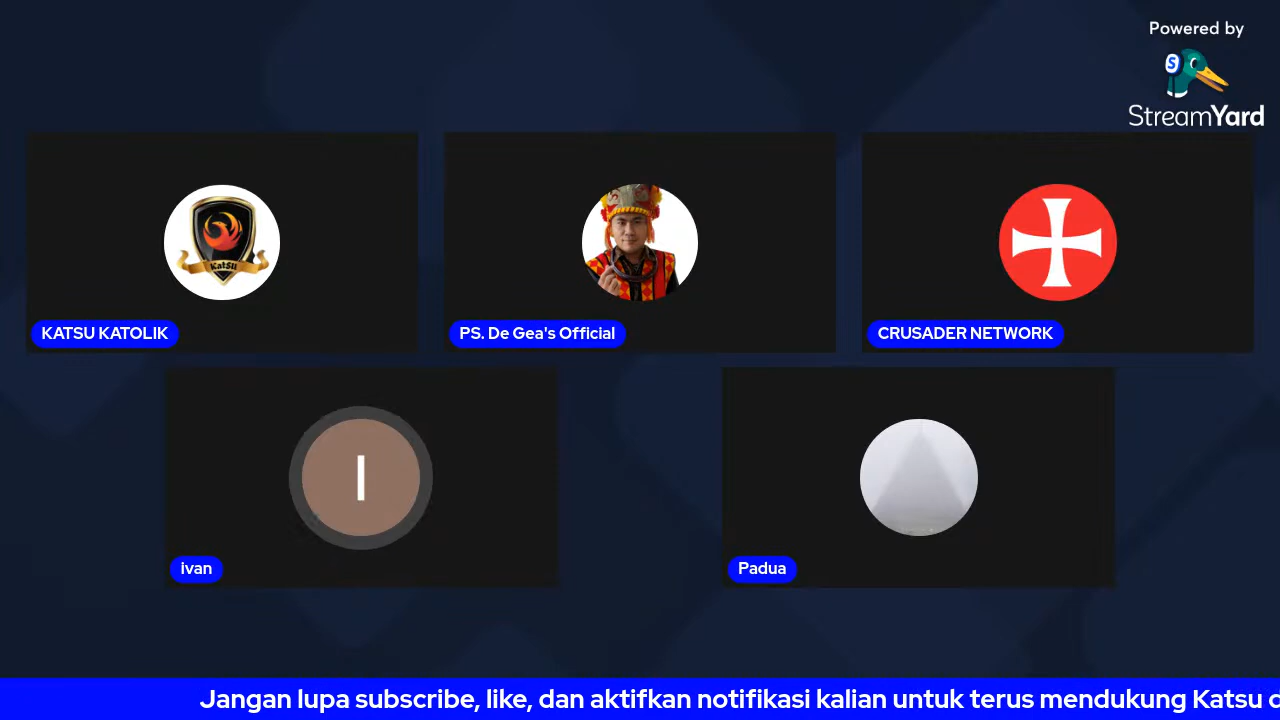 Powered by
S
StreamYard
KatSu
KATSU KATOLIK
PS. De Gea's Official
CRUSADER NETWORK
I
ivan
Padua
Jangan lupa subscribe, like, dan aktifkan notifikasi kalian untuk terus mendukung Katsu